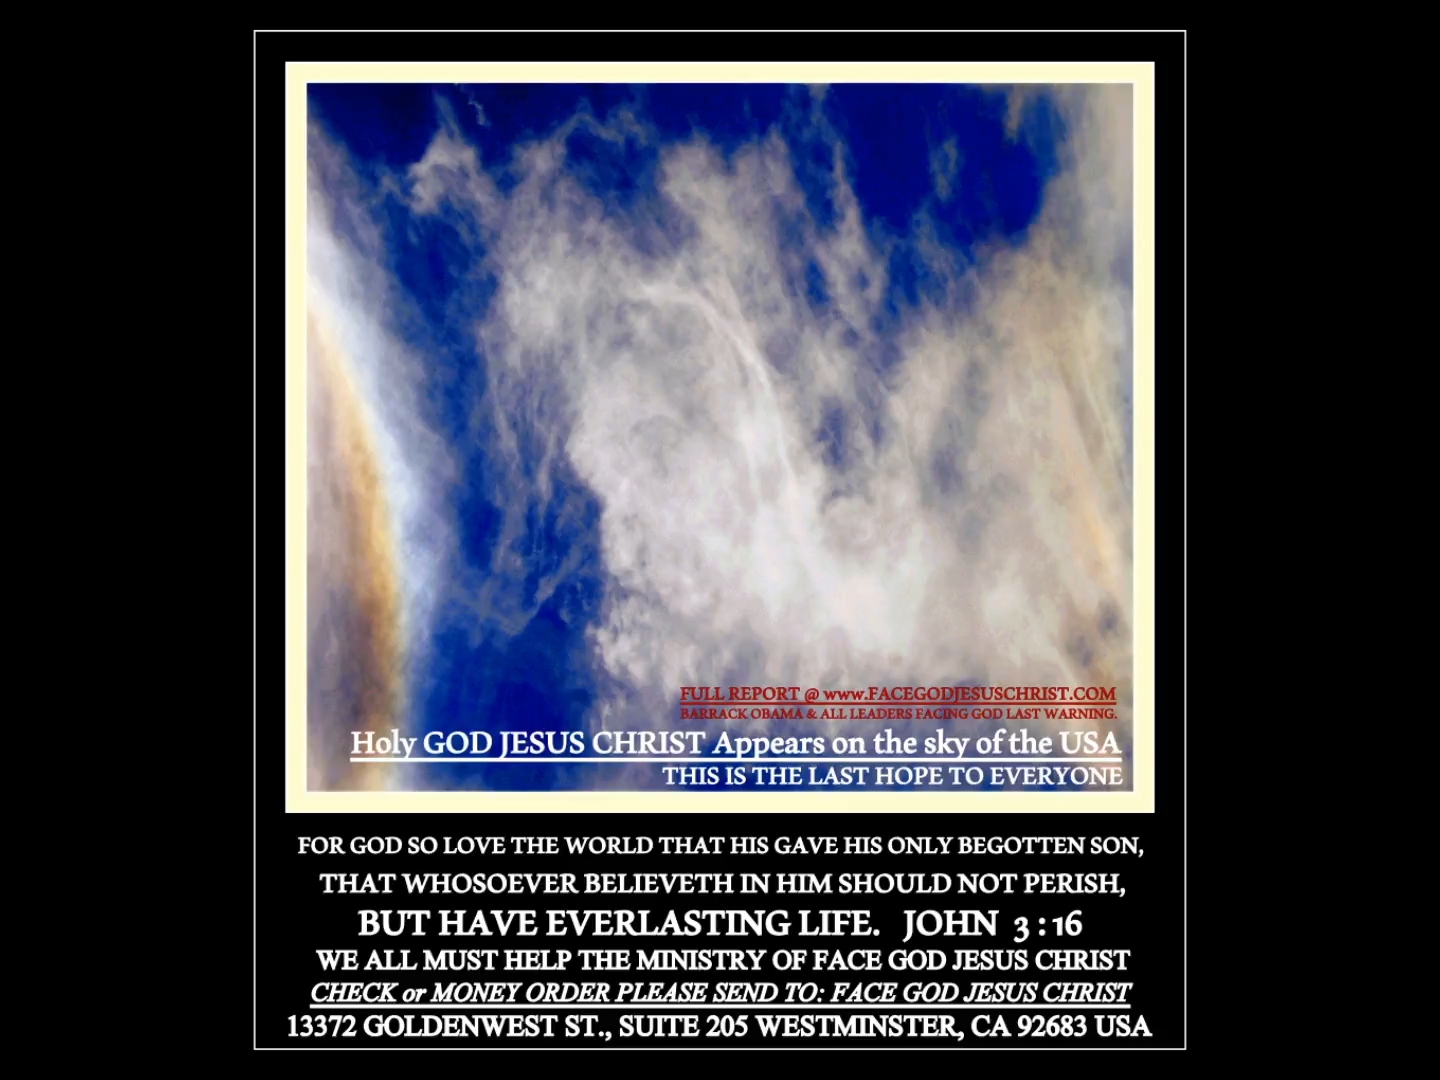 FULL REPORT @ www.FACEGODJESUSCHRIST.COM
BARRACK OBAMA & ALL LEADERS FACING GOD LAST WARNING.
Holy GOD JESUS CHRIST Appears on the sky of the USA
THIS IS THE LAST HOPE TO EVERYONE
FOR GOD SO LOVE THE WORLD THAT HIS GAVE HIS ONLY BEGOTTEN SON,
THAT WHOSOEVER BELIEVETH IN HIM SHOULD NOT PERISH,
BUT HAVE EVERLASTING LIFE. JOHN 3 : 16
WE ALL MUST HELP THE MINISTRY OF FACE GOD JESUS CHRIST
CHECK or MONEY ORDER PLEASE SEND TO: FACE GOD JESUS CHRIST
13372 GOLDENWEST ST., SUITE 205 WESTMINSTER, CA 92683 USA